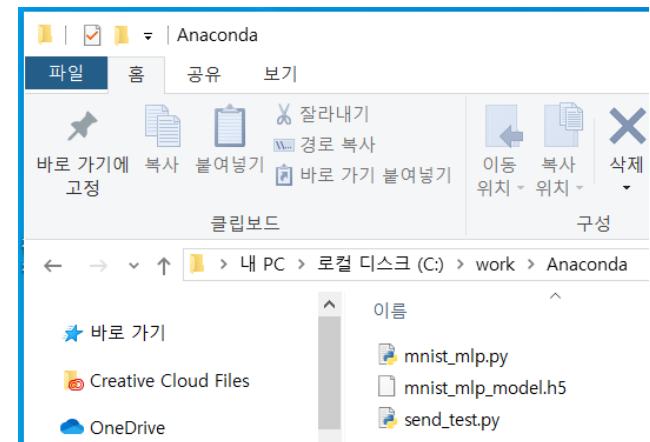 Anaconda
파일 홈 공유 보기
잘라내기
경로 복사
바로 가기 붙여넣기
바로 가기에
고정
복사
붙여넣기
이동
위치
복사
위치
삭제
클립보드
구성
내 PC > 로컬 디스크 (C:) > work > Anaconda
이름
바로 가기
mnist_mlp.py
Creative Cloud Files
mnist_mlp_model.h5
OneDrive
send_test.py